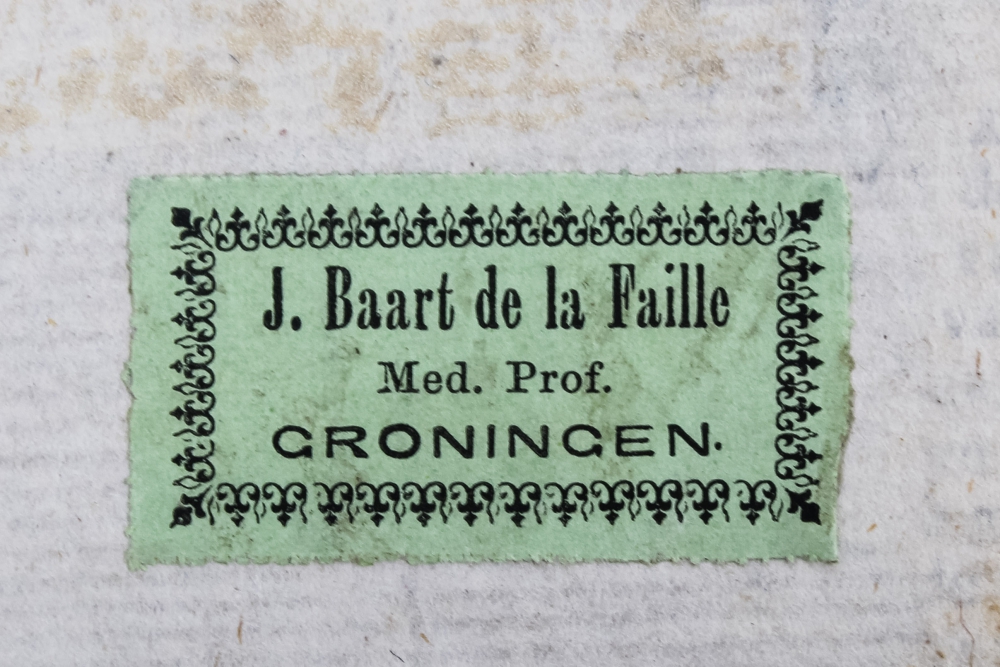 J. Baart de la Faille
Med. Prof.
GRONINGEN.